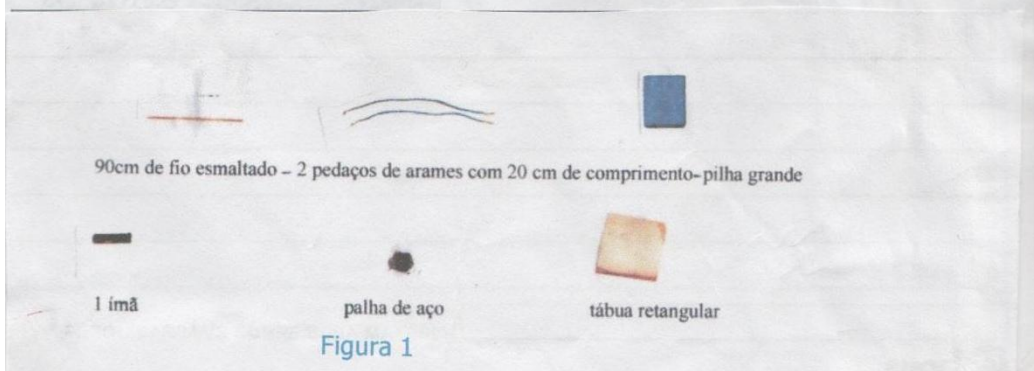 90cm de fio esmaltado – 2 pedaços de arames com 20 cm de comprimento-pilha grande
1 ímã
palha de aço
tábua retangular
Figura 1